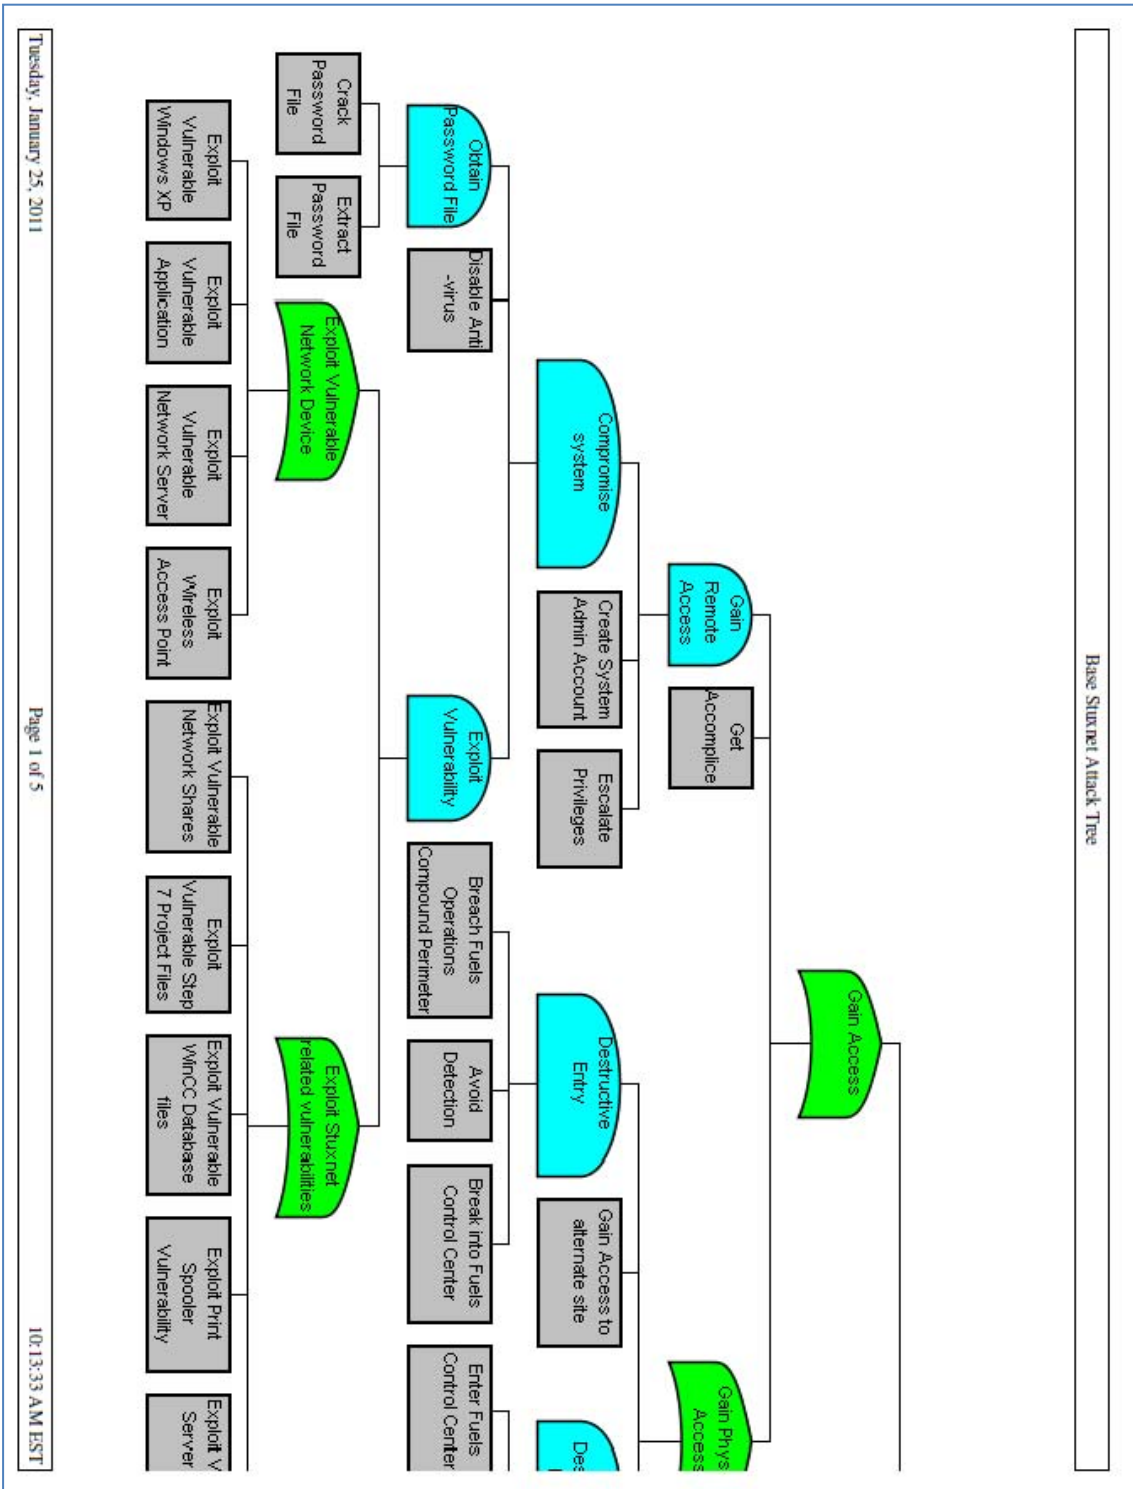 Base Stuxnet Attack Tree
Gain Access
Gain
Remote
Access
Get
Accomplice
Gain Phys
Access
Compromise
system
Create System
Admin Account
Escalate
Privileges
Destructive
Entry
Gain Access to
alternate site
Des
Obtain
Password File
Disable Anti
-virus
Exploit
Vulnerability
Breach Fuels
Operations
Compound Perimeter
Avoid
Detection
Break into Fuels
Control Center
Enter Fuels
Control Center
Crack
Password
File
Extract
Password
File
Exploit Vulnerable
Network Device
Exploit Stuxnet
related vulnerabilities
Exploit
Vulnerable
Windows XP
Exploit
Vulnerable
Application
Exploit
Vulnerable
Network Server
Exploit
Wireless
Access Point
Exploit Vulnerable
Network Shares
Exploit
Vulnerable Step
7 Project Files
Exploit Vulnerable
WinCC Database
files
Exploit Print
Spooler
Vulnerability
Exploit V
Server
Tuesday, January 25, 2011
Page 1 of 5
10:13:33 AM EST